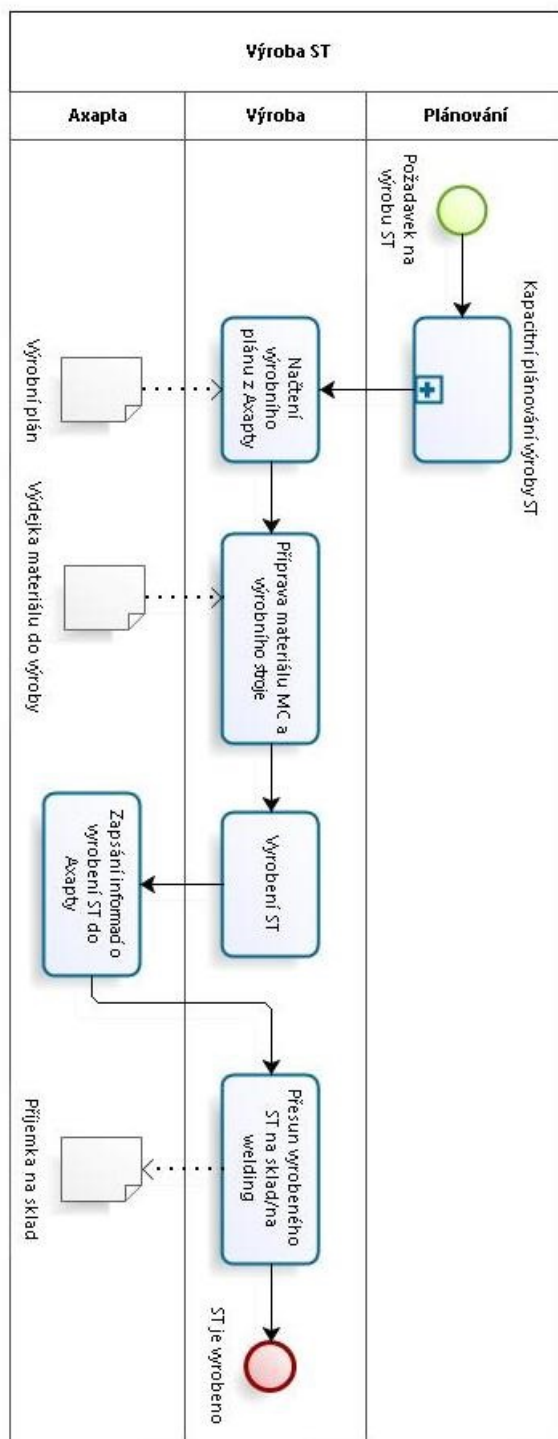 Výroba ST
Plánování
Výroba
Axapta
Požadavek na
výrobu ST
Kapacitní plánování výroby ST
Načtení
výrobního
plánu z Axapty
Výrobní plán
Příprava materiálu MC a
výrobního stroje
Výdejka materiálu do výroby
Vyrobení ST
Zapsání informací o
vyrobení ST do
Axapty
Přesun vyrobeného
ST na sklad/na
welding
Příjemka na sklad
ST je vyrobeno